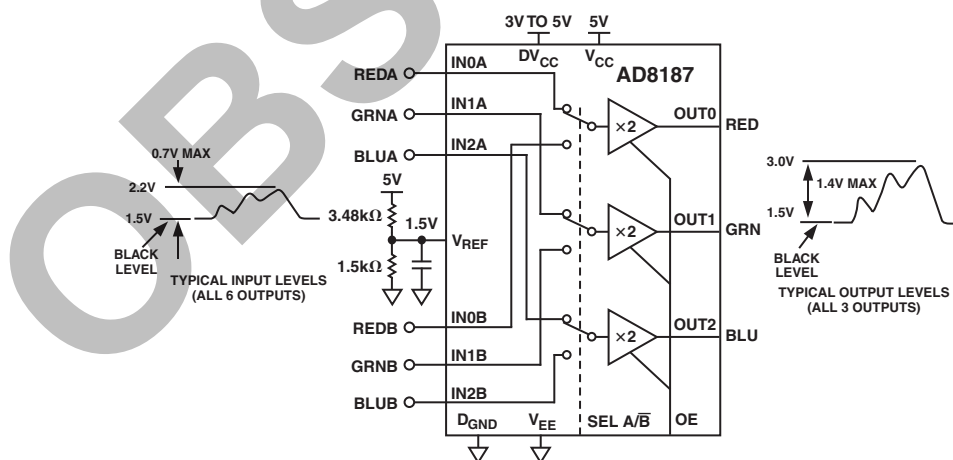 OBS
3V TO 5V
5V
DVCC
VCC
AD8187
REDA
IN0A
GRNA
IN1A
BLUA
IN2A
OUT0
RED
×2
0.7V MAX
2.2V
1.5V
BLACK
LEVEL
TYPICAL INPUT LEVELS
(ALL 6 OUTPUTS)
5V
3.48kΩ
1.5V
VREF
1.5kΩ
OUT1
GRN
×2
3.0V
1.4V MAX
1.5V
BLACK
LEVEL
TYPICAL OUTPUT LEVELS
(ALL 3 OUTPUTS)
REDB
IN0B
GRNB
IN1B
BLUB
IN2B
OUT2
BLU
×2
DGND
VEE
SEL A/B̅
OE